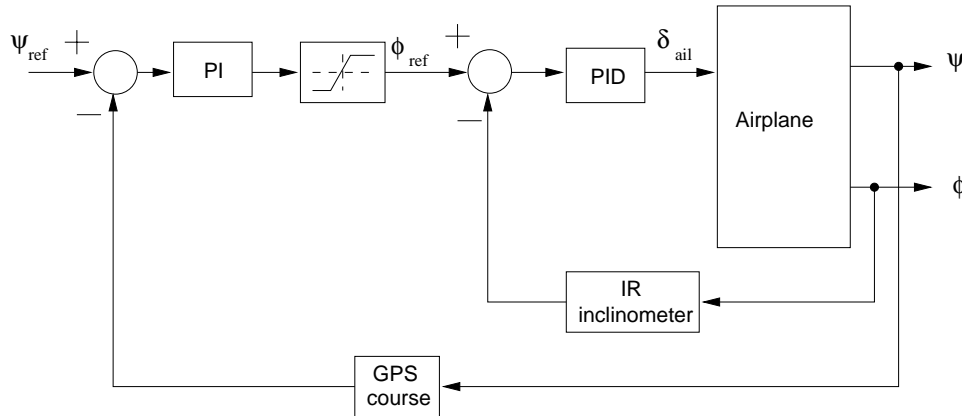 ψref + PI ϕref + PID δail Airplane ψ
− −
ϕ
IR
inclinometer
GPS
course